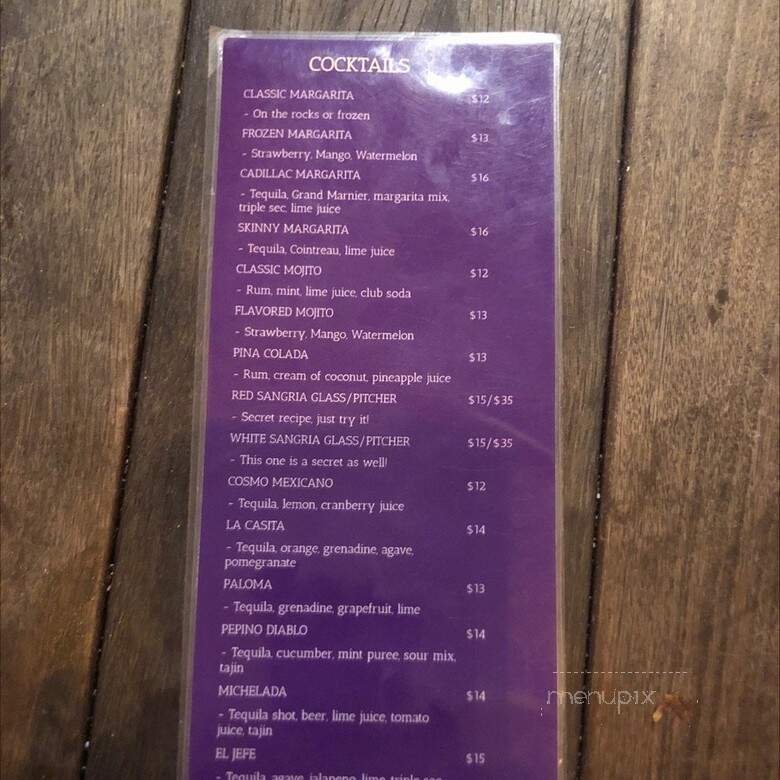 COCKTAILS
CLASSIC MARGARITA $12
- On the rocks or frozen
FROZEN MARGARITA $13
- Strawberry, Mango, Watermelon
CADILLAC MARGARITA $16
- Tequila, Grand Marnier, margarita mix,
triple sec, lime juice
SKINNY MARGARITA $16
- Tequila, Cointreau, lime juice
CLASSIC MOJITO $12
- Rum, mint, lime juice, club soda
FLAVORED MOJITO $13
- Strawberry, Mango, Watermelon
PINA COLADA $13
- Rum, cream of coconut, pineapple juice
RED SANGRIA GLASS/PITCHER $15/$35
- Secret recipe, just try it!
WHITE SANGRIA GLASS/PITCHER $15/$35
- This one is a secret as well!
COSMO MEXICANO $12
- Tequila, lemon, cranberry juice
LA CASITA $14
- Tequila, orange, grenadine, agave,
pomegranate
PALOMA $13
- Tequila, grenadine, grapefruit, lime
PEPINO DIABLO $14
- Tequila, cucumber, mint puree, sour mix,
tajin
MICHELADA $14
- Tequila shot, beer, lime juice, tomato
juice, tajin
EL JEFE $15
- Tequila, agave, jalapeno, lime, triple sec,
menupix